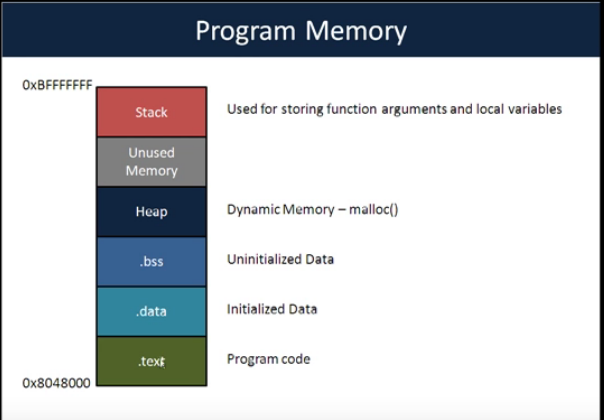 Program Memory
0xBFFFFFFF
Stack
Used for storing function arguments and local variables
Unused
Memory
Heap
Dynamic Memory – malloc()
.bss
Uninitialized Data
.data
Initialized Data
.text
Program code
0x8048000